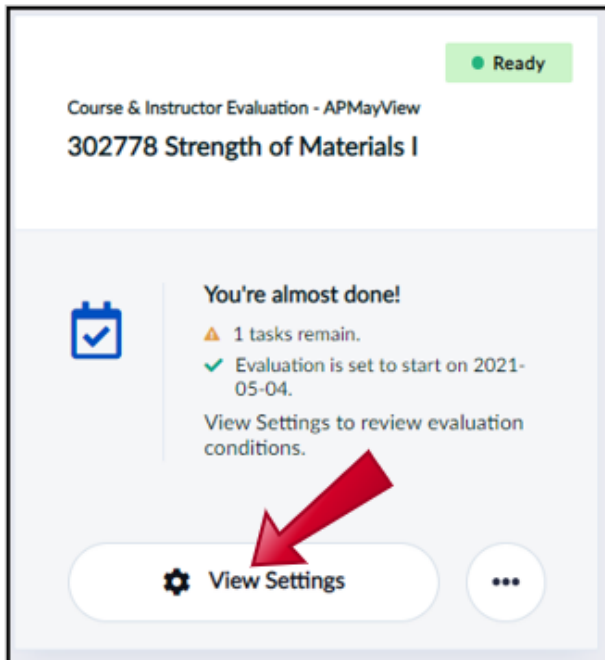 Ready
Course & Instructor Evaluation - APMayView
302778 Strength of Materials I
You're almost done!
1 tasks remain.
Evaluation is set to start on 2021-
05-04.
View Settings to review evaluation
conditions.
View Settings